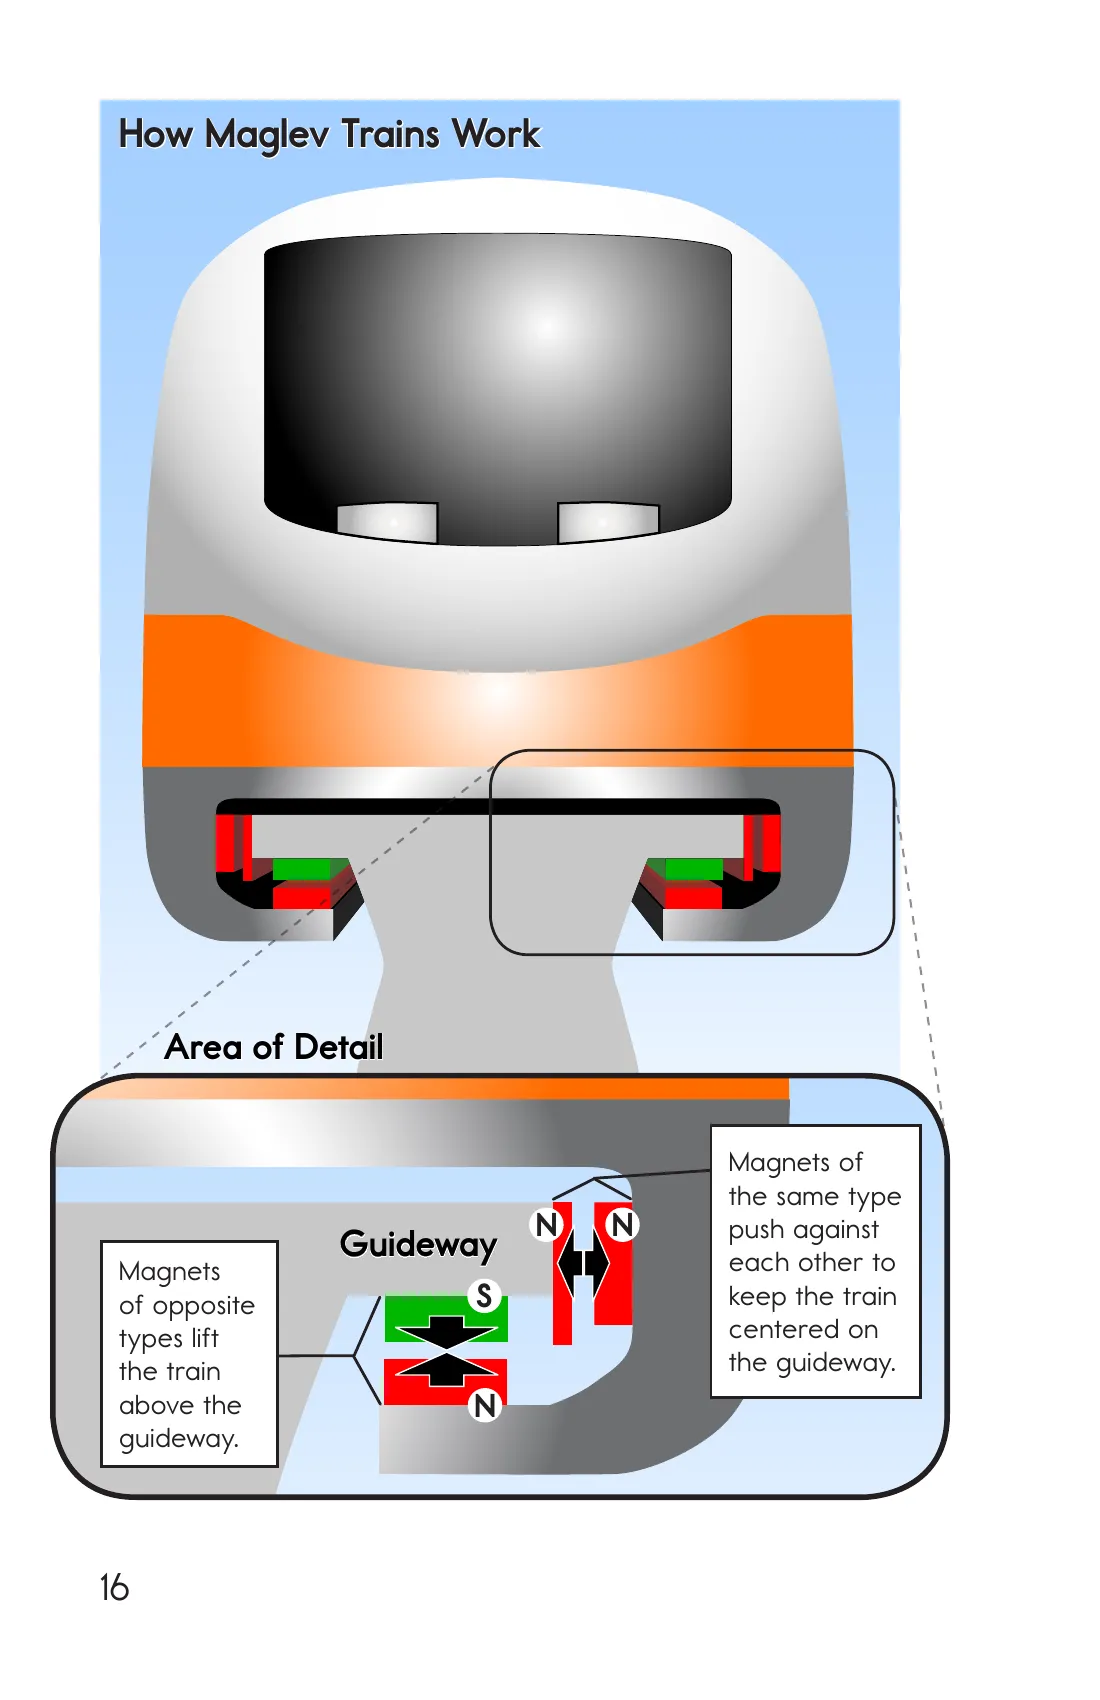 How Maglev Trains Work
Area of Detail
Magnets of
the same type
push against
each other to
keep the train
centered on
the guideway.
N
N
Guideway
S
N
Magnets
of opposite
types lift
the train
above the
guideway.
16